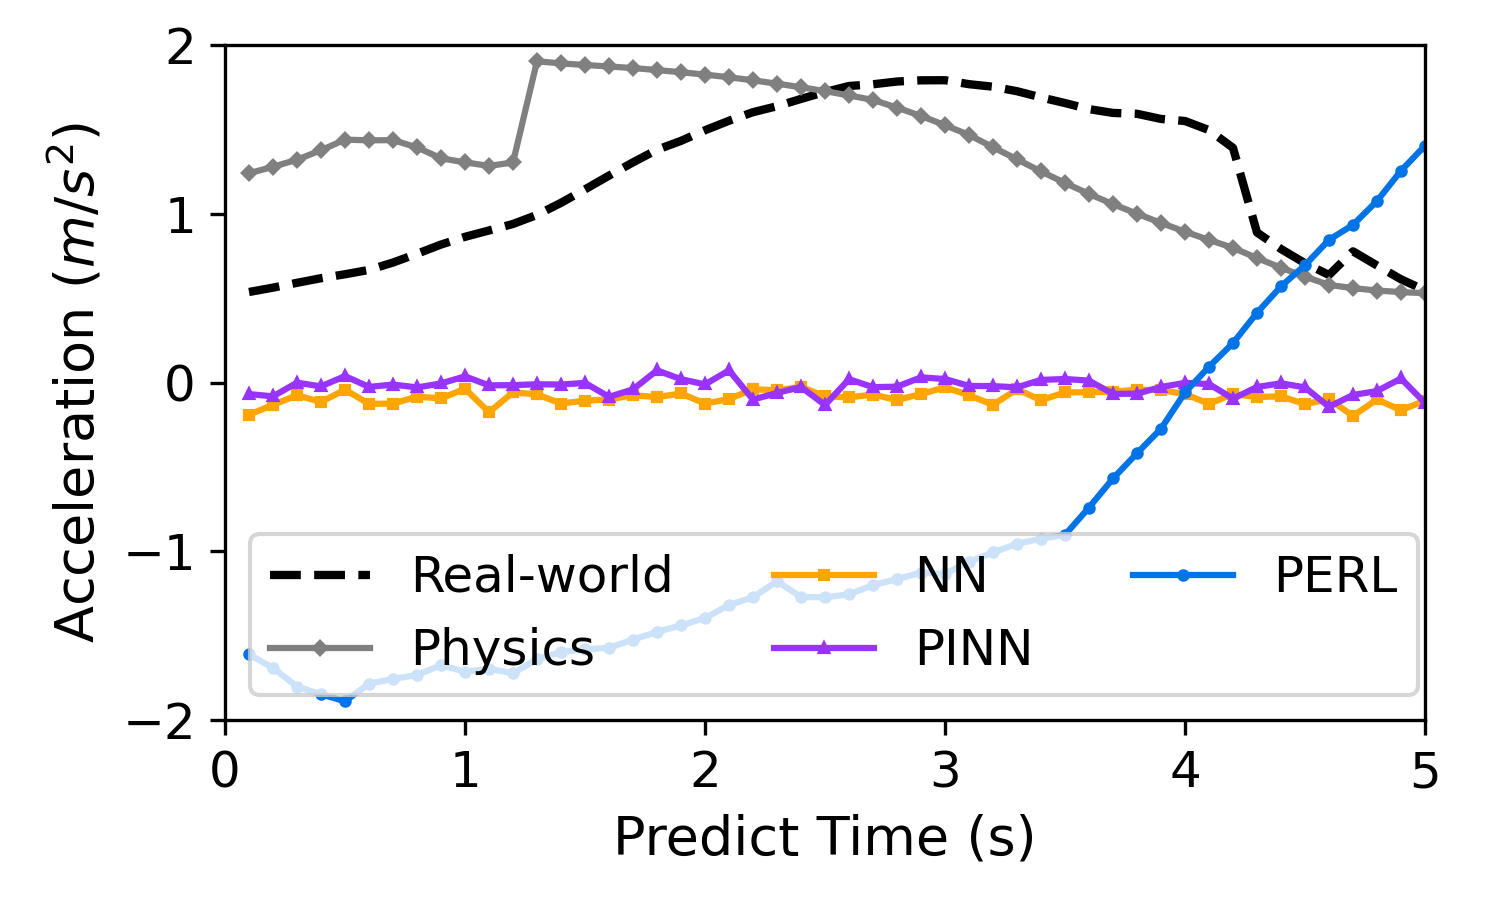 2
1
0
−1
−2
Acceleration (m/s²)
Real-world
Physics
NN
PINN
PERL
0 1 2 3 4 5
Predict Time (s)